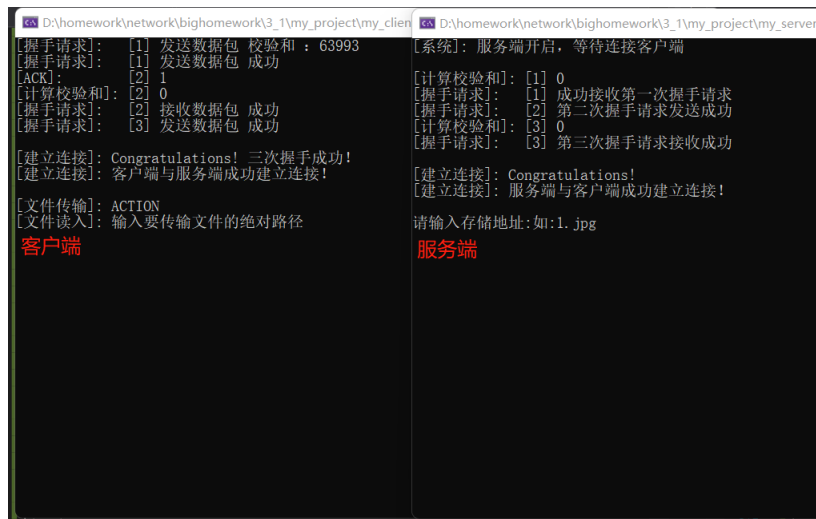 D:\homework\network\bighomework\3_1\my_project\my_clien
[握手请求]: [1] 发送数据包 校验和 : 63993
[握手请求]: [1] 发送数据包 成功
[ACK]: [2] 1
[计算校验和]: [2] 0
[握手请求]: [2] 接收数据包 成功
[握手请求]: [3] 发送数据包 成功
[建立连接]: Congratulations! 三次握手成功!
[建立连接]: 客户端与服务端成功建立连接!
[文件传输]: ACTION
[文件读入]: 输入要传输文件的绝对路径
客户端
D:\homework\network\bighomework\3_1\my_project\my_server
[系统]: 服务端开启，等待连接客户端
[计算校验和]: [1] 0
[握手请求]: [1] 成功接收第一次握手请求
[握手请求]: [2] 第二次握手请求发送成功
[计算校验和]: [3] 0
[握手请求]: [3] 第三次握手请求接收成功
[建立连接]: Congratulations!
[建立连接]: 服务端与客户端成功建立连接!
请输入存储地址:如:1.jpg
服务端